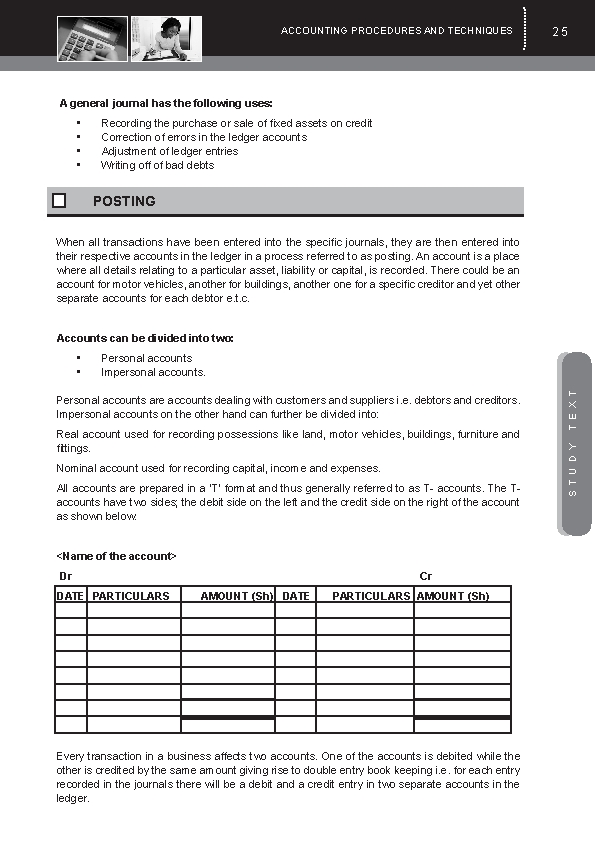 ACCOUNTING PROCEDURES AND TECHNIQUES
25
A general journal has the following uses:
• Recording the purchase or sale of fixed assets on credit
• Correction of errors in the ledger accounts
• Adjustment of ledger entries
• Writing off of bad debts
POSTING
When all transactions have been entered into the specific journals, they are then entered into
their respective accounts in the ledger in a process referred to as posting. An account is a place
where all details relating to a particular asset, liability or capital, is recorded. There could be an
account for motor vehicles, another for buildings, another one for a specific creditor and yet other
separate accounts for each debtor e.t.c.
Accounts can be divided into two:
• Personal accounts
• Impersonal accounts.
Personal accounts are accounts dealing with customers and suppliers i.e. debtors and creditors.
Impersonal accounts on the other hand can further be divided into:
Real account used for recording possessions like land, motor vehicles, buildings, furniture and
fittings.
Nominal account used for recording capital, income and expenses.
All accounts are prepared in a 'T' format and thus generally referred to as T- accounts. The T-
accounts have two sides; the debit side on the left and the credit side on the right of the account
as shown below.
<Name of the account>
Dr Cr
DATE PARTICULARS AMOUNT (Sh) DATE PARTICULARS AMOUNT (Sh)
Every transaction in a business affects two accounts. One of the accounts is debited while the
other is credited by the same amount giving rise to double entry book keeping i.e. for each entry
recorded in the journals there will be a debit and a credit entry in two separate accounts in the
ledger.
STUDY TEXT